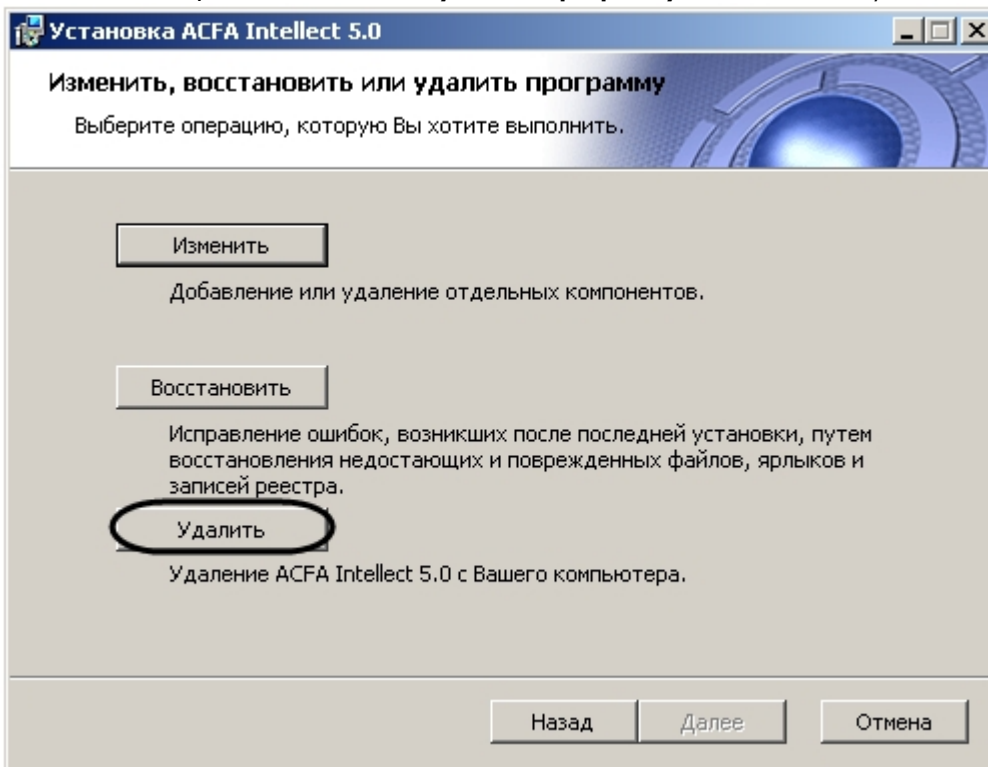 Установка ACFA Intellect 5.0
Изменить, восстановить или удалить программу
Выберите операцию, которую Вы хотите выполнить.
Изменить
Добавление или удаление отдельных компонентов.
Восстановить
Исправление ошибок, возникших после последней установки, путем
восстановления недостающих и поврежденных файлов, ярлыков и
записей реестра.
Удалить
Удаление ACFA Intellect 5.0 с Вашего компьютера.
Назад
Далее
Отмена